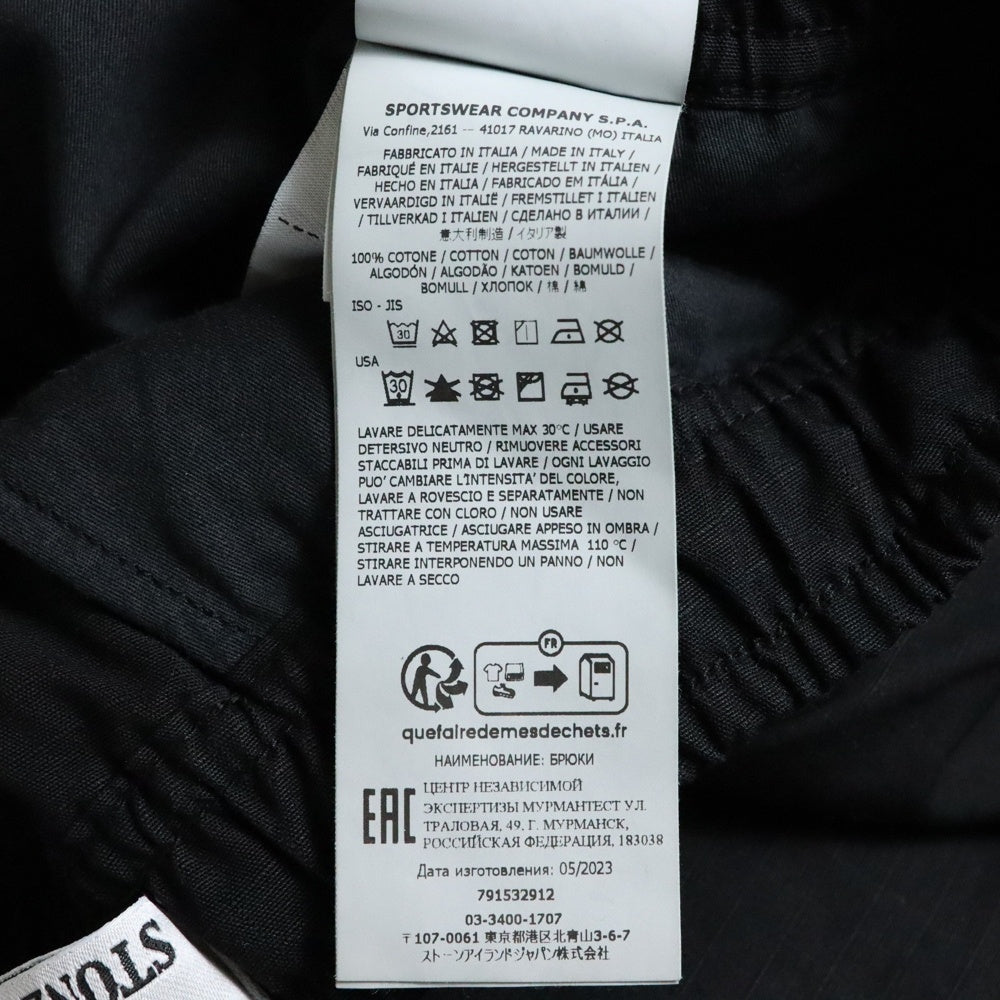 SPORTSWEAR COMPANY S.P.A.
Via Confine,2161 -- 41017 RAVARINO (MO) ITALIA
FABBRICATO IN ITALIA / MADE IN ITALY /
FABRIQUÉ EN ITALIE / HERGESTELLT IN ITALIEN /
HECHO EN ITALIA / FABRICADO EM ITÁLIA /
VERVAARDIGD IN ITALIË / FREMSTILLET I ITALIEN
/ TILLVERKAD I ITALIEN / СДЕЛАНО В ИТАЛИИ /
意大利制造 / イタリア製
100% COTONE / COTTON / COTON / BAUMWOLLE /
ALGODÓN / ALGODÃO / KATOEN / BOMULD /
BOMULL / ХЛОПОК / 棉 / 綿
ISO - JIS
30
USA
30
LAVARE DELICATAMENTE MAX 30°C / USARE
DETERSIVO NEUTRO / RIMUOVERE ACCESSORI
STACCABILI PRIMA DI LAVARE / OGNI LAVAGGIO
PUO' CAMBIARE L'INTENSITA' DEL COLORE,
LAVARE A ROVESCIO E SEPARATAMENTE / NON
TRATTARE CON CLORO / NON USARE
ASCIUGATRICE / ASCIUGARE APPESO IN OMBRA /
STIRARE A TEMPERATURA MASSIMA 110 °C /
STIRARE INTERPONENDO UN PANNO / NON
LAVARE A SECCO
FR
quefairedemesdechets.fr
НАИМЕНОВАНИЕ: БРЮКИ
EAC
ЦЕНТР НЕЗАВИСИМОЙ
ЭКСПЕРТИЗЫ МУРМАНТЕСТ УЛ.
ТРАЛОВАЯ, 49, Г. МУРМАНСК,
РОССИЙСКАЯ ФЕДЕРАЦИЯ, 183038
Дата изготовления: 05/2023
791532912
03-3400-1707
〒107-0061 東京都港区北青山3-6-7
ストーンアイランドジャパン株式会社
STONE